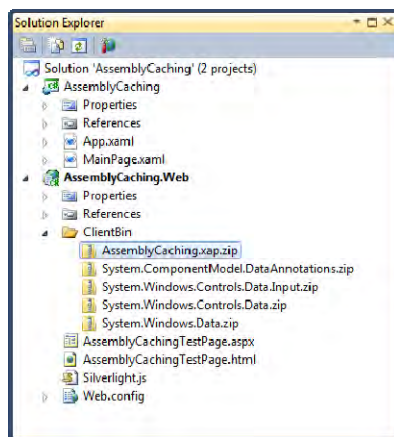 Solution Explorer
Solution 'AssemblyCaching' (2 projects)
AssemblyCaching
Properties
References
App.xaml
MainPage.xaml
AssemblyCaching.Web
Properties
References
ClientBin
AssemblyCaching.xap.zip
System.ComponentModel.DataAnnotations.zip
System.Windows.Controls.Data.Input.zip
System.Windows.Controls.Data.zip
System.Windows.Data.zip
AssemblyCachingTestPage.aspx
AssemblyCachingTestPage.html
Silverlight.js
Web.config